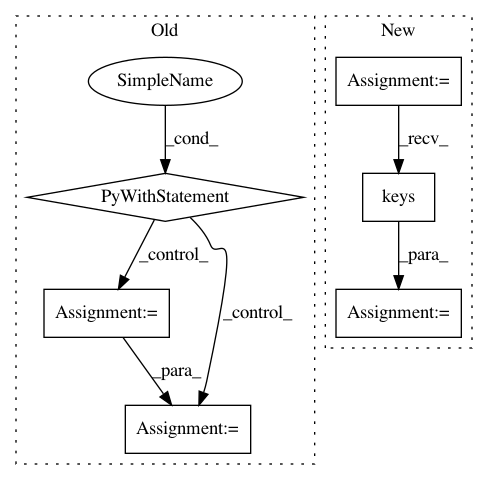 Old
New
SimpleName
Assignment:=
_cond_
_recv_
PyWithStatement
keys
_control_
_control_
_para_
Assignment:=
Assignment:=
_para_
Assignment:=